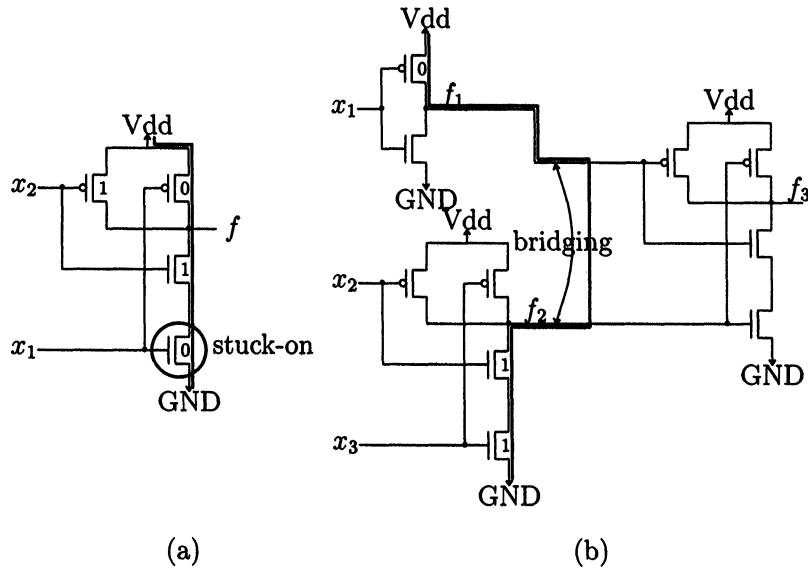 Vdd
x₂
1
0
f
1
x₁
0
stuck-on
GND
(a)
Vdd
0
f₁
x₁
GND
Vdd
bridging
x₂
f₂
1
x₃
1
GND
Vdd
f₃
GND
(b)